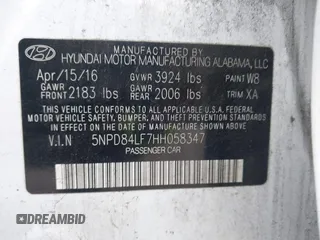 MANUFACTURED BY
HYUNDAI MOTOR MANUFACTURING ALABAMA, LLC
Apr/15/16 GVWR 3924 lbs PAINT W8
GAWR FRONT 2183 lbs GAWR REAR 2006 lbs TRIM XA
THIS VEHICLE CONFORMS TO ALL APPLICABLE FEDERAL
MOTOR VEHICLE SAFETY, BUMPER, AND THEFT PREVENTION
STANDARDS IN EFFECT ON THE DATE OF MANUFACTURE
SHOWN ABOVE.
V.I.N 5NPD84LF7HH058347
PASSENGER CAR
DREAMBID